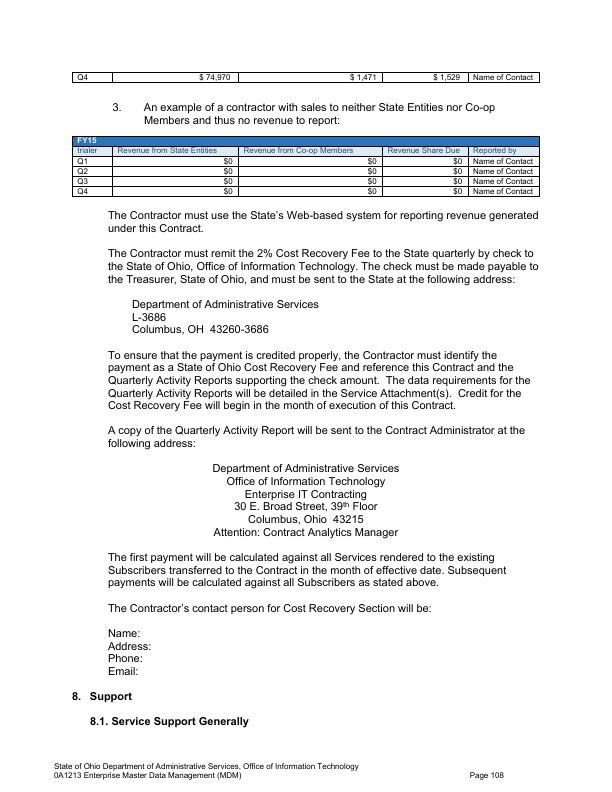 Q4 $ 74,970 $ 1,471 $ 1,529 Name of Contact
3. An example of a contractor with sales to neither State Entities nor Co-op
Members and thus no revenue to report:
FY15
trialer Revenue from State Entities Revenue from Co-op Members Revenue Share Due Reported by
Q1 $0 $0 $0 Name of Contact
Q2 $0 $0 $0 Name of Contact
Q3 $0 $0 $0 Name of Contact
Q4 $0 $0 $0 Name of Contact
The Contractor must use the State's Web-based system for reporting revenue generated
under this Contract.
The Contractor must remit the 2% Cost Recovery Fee to the State quarterly by check to
the State of Ohio, Office of Information Technology. The check must be made payable to
the Treasurer, State of Ohio, and must be sent to the State at the following address:
Department of Administrative Services
L-3686
Columbus, OH 43260-3686
To ensure that the payment is credited properly, the Contractor must identify the
payment as a State of Ohio Cost Recovery Fee and reference this Contract and the
Quarterly Activity Reports supporting the check amount. The data requirements for the
Quarterly Activity Reports will be detailed in the Service Attachment(s). Credit for the
Cost Recovery Fee will begin in the month of execution of this Contract.
A copy of the Quarterly Activity Report will be sent to the Contract Administrator at the
following address:
Department of Administrative Services
Office of Information Technology
Enterprise IT Contracting
30 E. Broad Street, 39th Floor
Columbus, Ohio 43215
Attention: Contract Analytics Manager
The first payment will be calculated against all Services rendered to the existing
Subscribers transferred to the Contract in the month of effective date. Subsequent
payments will be calculated against all Subscribers as stated above.
The Contractor's contact person for Cost Recovery Section will be:
Name:
Address:
Phone:
Email:
8. Support
8.1. Service Support Generally
State of Ohio Department of Administrative Services, Office of Information Technology
0A1213 Enterprise Master Data Management (MDM) Page 108